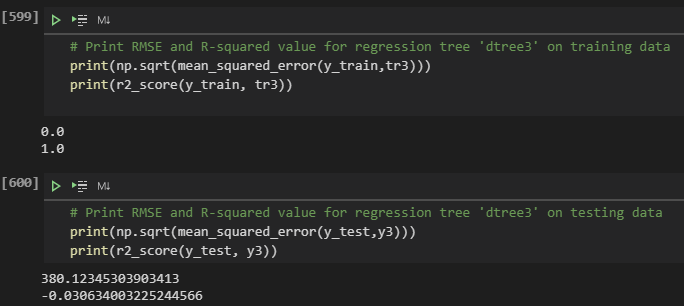 [599]
M↓
# Print RMSE and R-squared value for regression tree 'dtree3' on training data
print(np.sqrt(mean_squared_error(y_train,tr3)))
print(r2_score(y_train, tr3))
0.0
1.0
[600]
M↓
# Print RMSE and R-squared value for regression tree 'dtree3' on testing data
print(np.sqrt(mean_squared_error(y_test,y3)))
print(r2_score(y_test, y3))
380.12345303903413
-0.030634003225244566